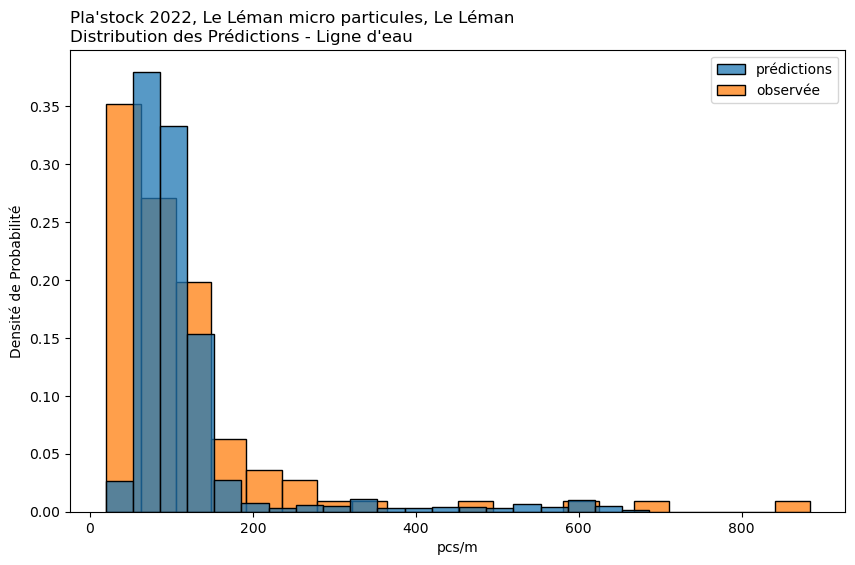 Pla'stock 2022, Le Léman micro particules, Le Léman
Distribution des Prédictions - Ligne d'eau
prédictions
observée
Densité de Probabilité
0.35
0.30
0.25
0.20
0.15
0.10
0.05
0.00
0
200
400
600
800
pcs/m